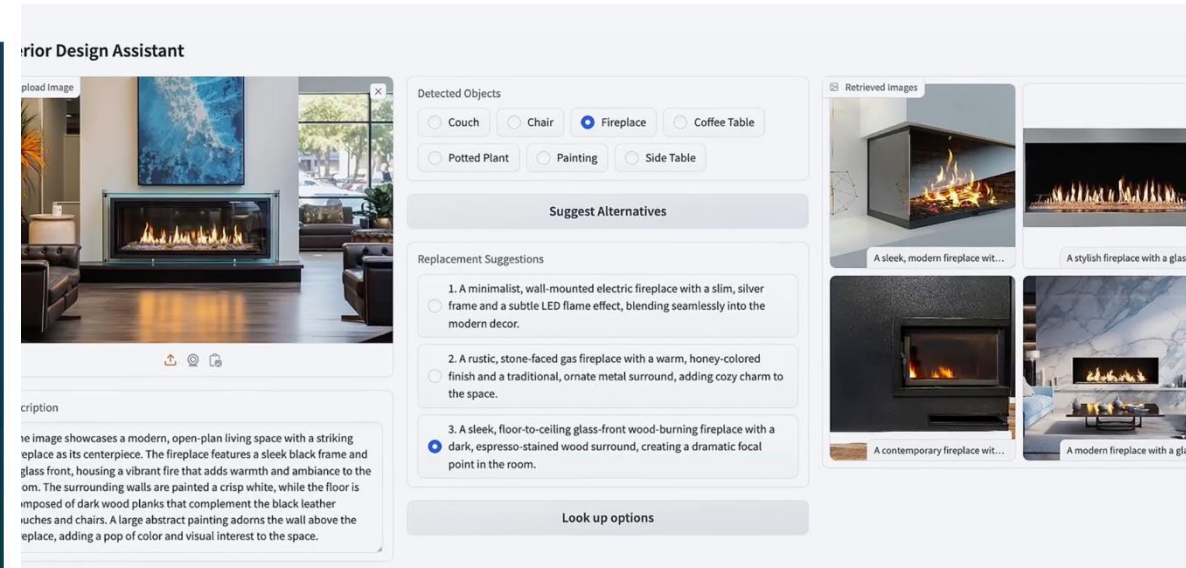 erior Design Assistant
pload Image
Detected Objects
Couch
Chair
Fireplace
Coffee Table
Potted Plant
Painting
Side Table
Suggest Alternatives
Replacement Suggestions
1. A minimalist, wall-mounted electric fireplace with a slim, silver
frame and a subtle LED flame effect, blending seamlessly into the
modern decor.
2. A rustic, stone-faced gas fireplace with a warm, honey-colored
finish and a traditional, ornate metal surround, adding cozy charm to
the space.
3. A sleek, floor-to-ceiling glass-front wood-burning fireplace with a
dark, espresso-stained wood surround, creating a dramatic focal
point in the room.
Look up options
cription
ne image showcases a modern, open-plan living space with a striking
replace as its centerpiece. The fireplace features a sleek black frame and
glass front, housing a vibrant fire that adds warmth and ambiance to the
om. The surrounding walls are painted a crisp white, while the floor is
mposed of dark wood planks that complement the black leather
ouches and chairs. A large abstract painting adorns the wall above the
replace, adding a pop of color and visual interest to the space.
Retrieved Images
A sleek, modern fireplace wit...
A stylish fireplace with a glas
A contemporary fireplace wit...
A modern fireplace with a gla